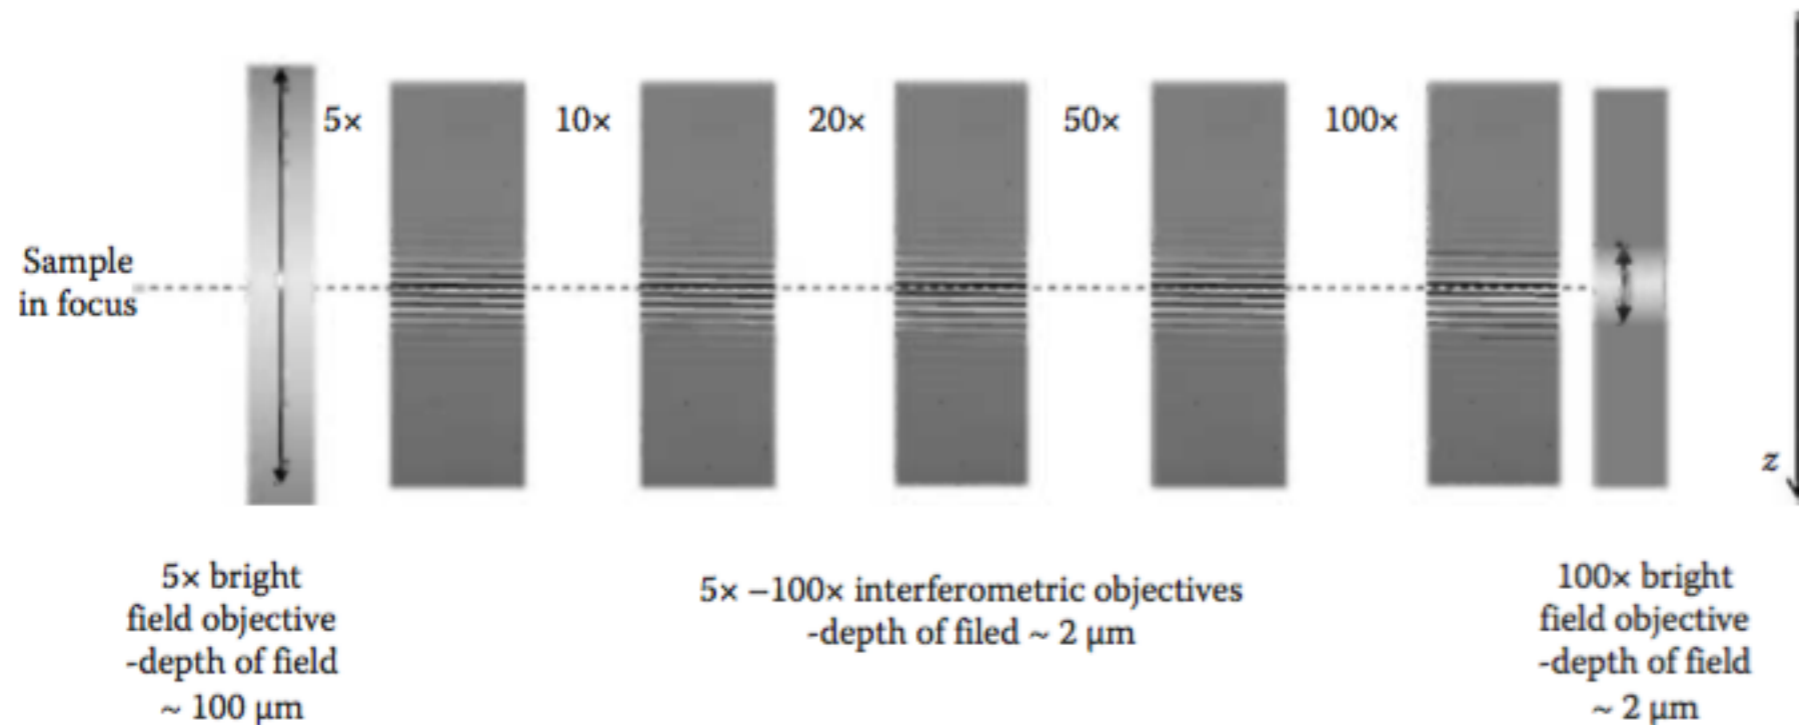 5× 10× 20× 50× 100×
Sample
in focus
z
5× bright
field objective
-depth of field
~ 100 µm
5× –100× interferometric objectives
-depth of filed ~ 2 µm
100× bright
field objective
-depth of field
~ 2 µm